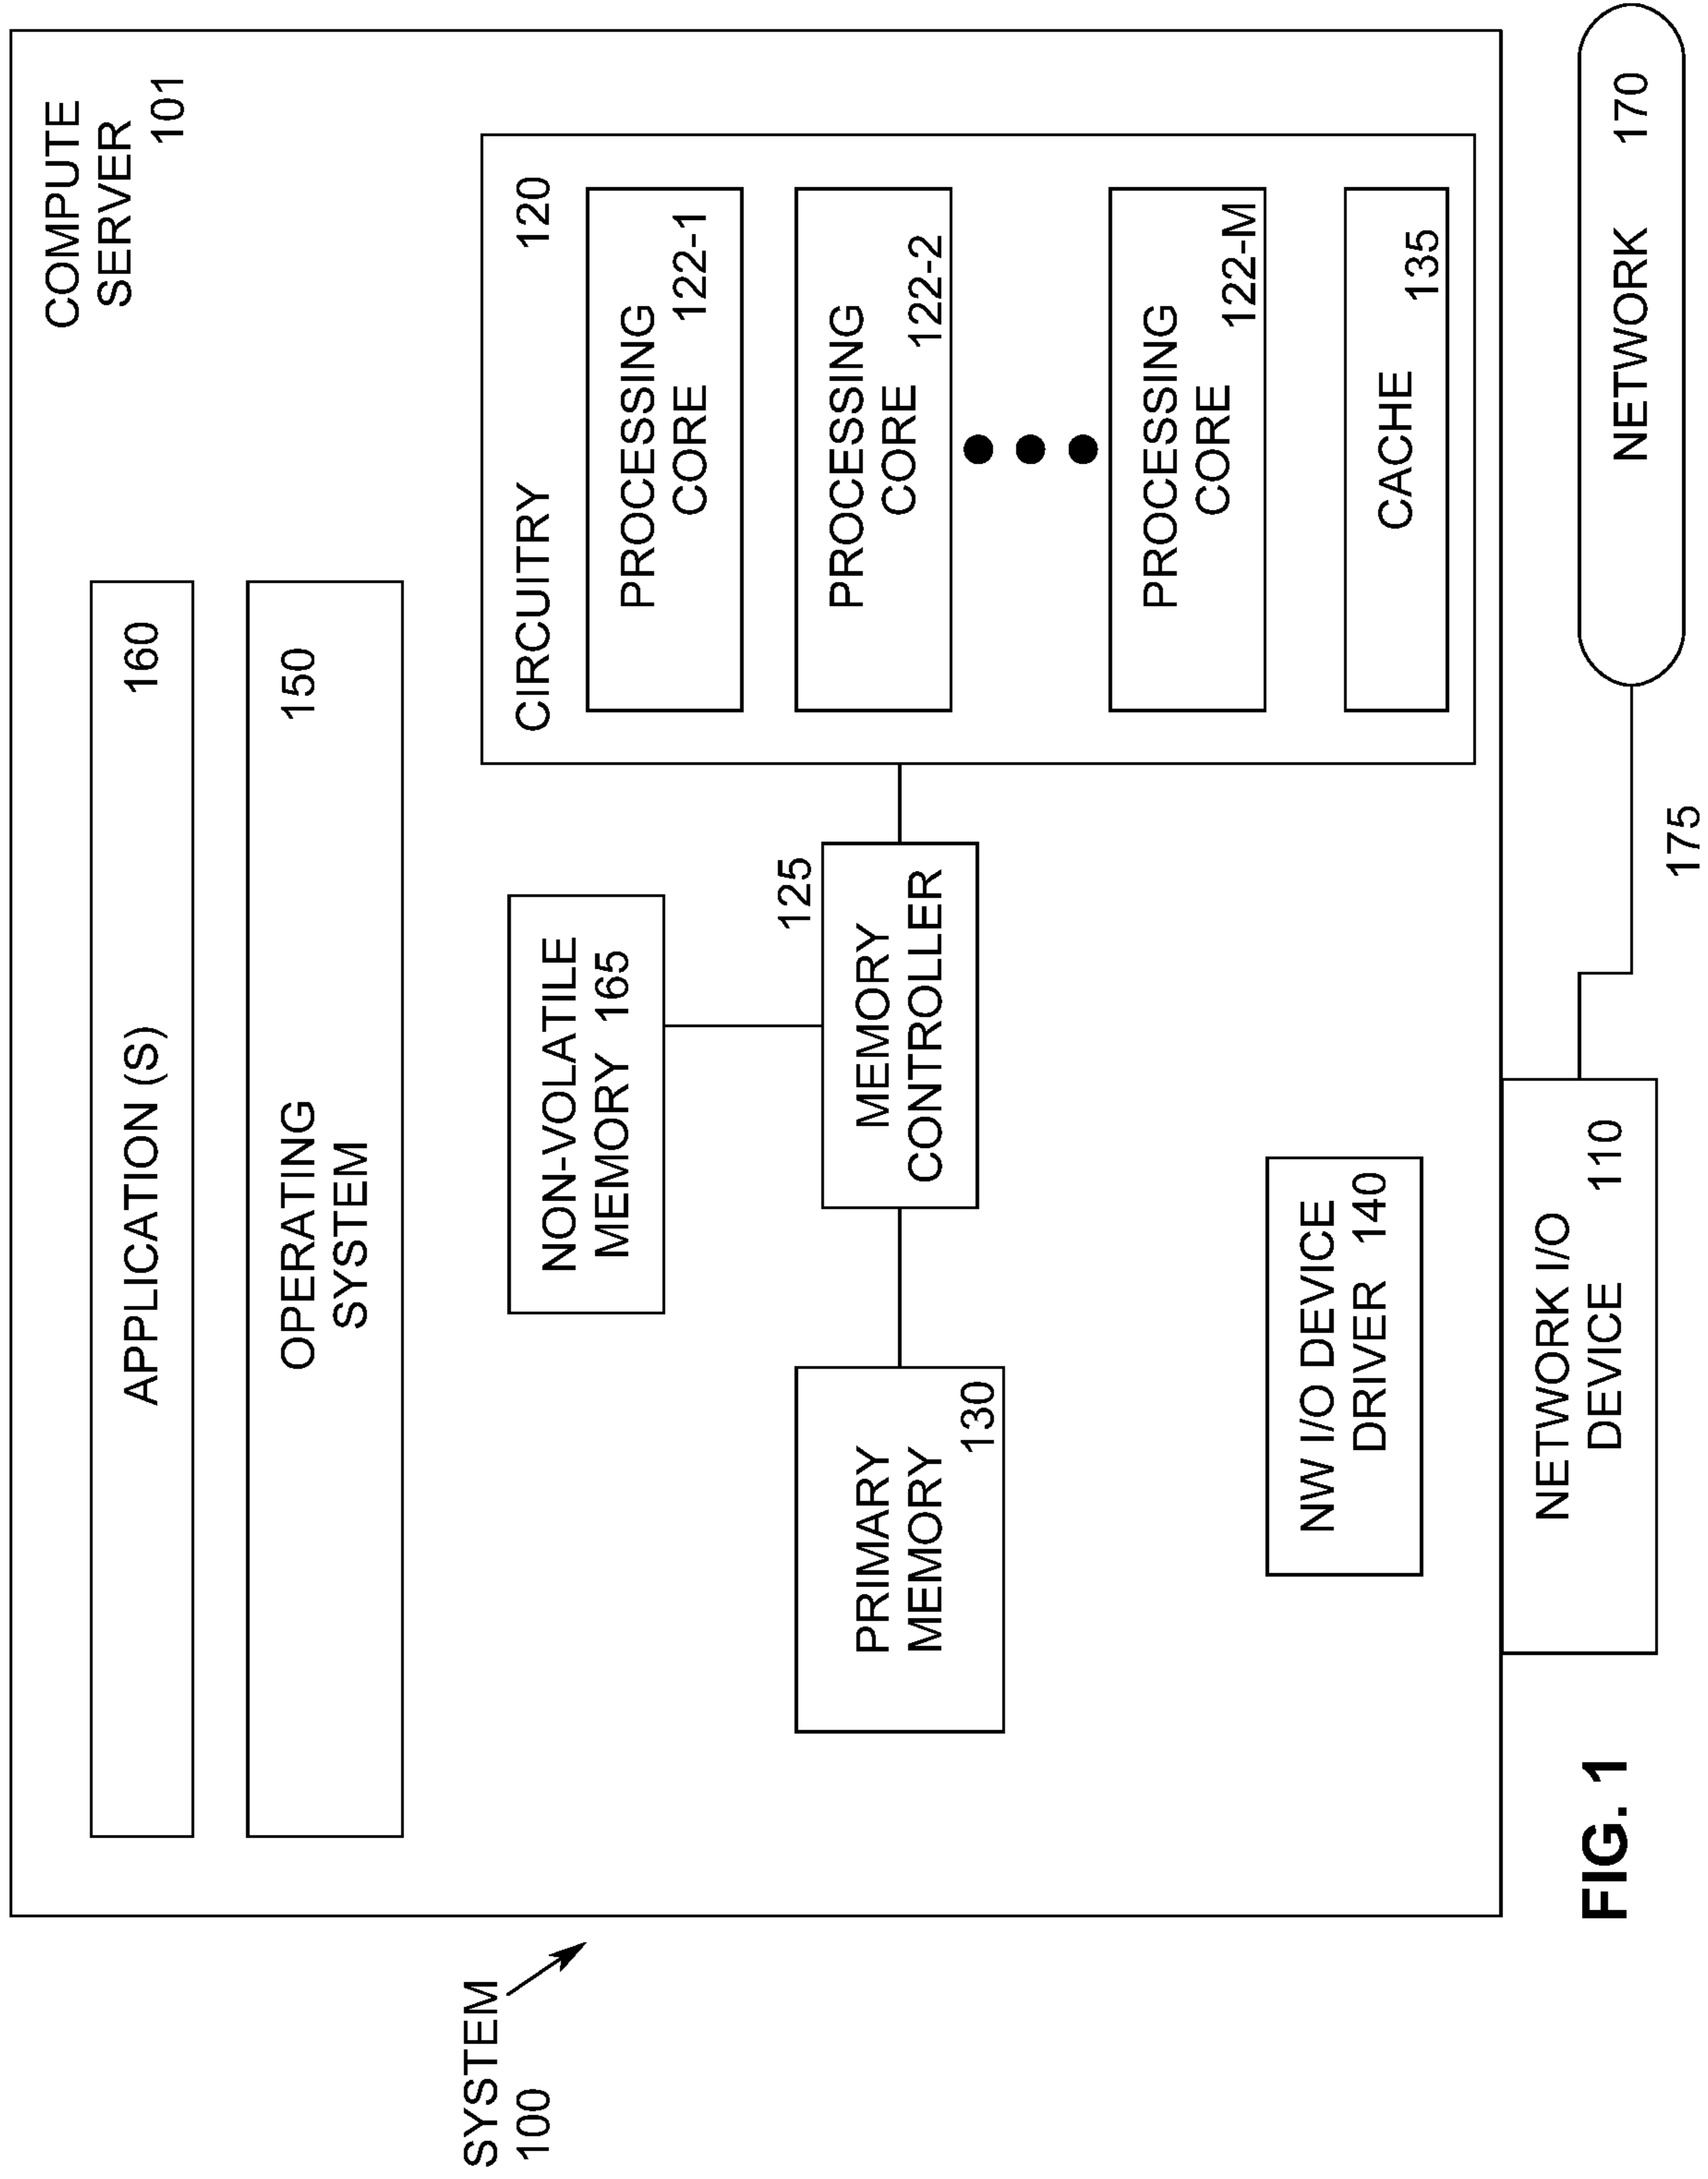 SYSTEM
100
COMPUTE
SERVER
101
APPLICATION (S) 160
OPERATING
SYSTEM
150
NON-VOLATILE
MEMORY 165
CIRCUITRY 120
PROCESSING
CORE 122-1
PROCESSING
CORE
122-2
PROCESSING
CORE
122-M
CACHE
135
125
MEMORY
CONTROLLER
PRIMARY
MEMORY
130
NW I/O DEVICE
DRIVER 140
NETWORK I/O
DEVICE 110
NETWORK 170
175
FIG. 1